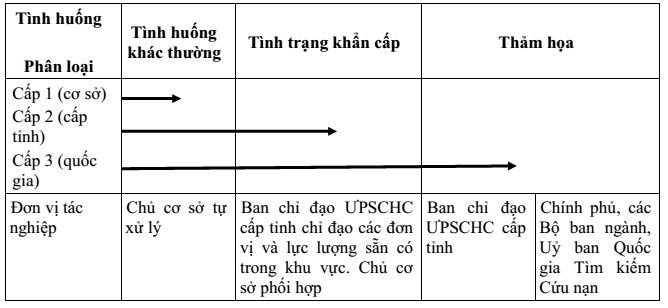 Tình huống
Phân loại
Tình huống
khác thường
Tình trạng khẩn cấp
Thảm họa
Cấp 1 (cơ sở)
Cấp 2 (cấp
tỉnh)
Cấp 3 (quốc
gia)
Đơn vị tác
nghiệp
Chủ cơ sở tự
xử lý
Ban chỉ đạo ƯPSCHC
cấp tỉnh chỉ đạo các đơn
vị và lực lượng sẵn có
trong khu vực. Chủ cơ
sở phối hợp
Ban chỉ đạo
ƯPSCHC cấp
tỉnh
Chính phủ, các
Bộ ban ngành,
Uỷ ban Quốc
gia Tìm kiếm
Cứu nạn